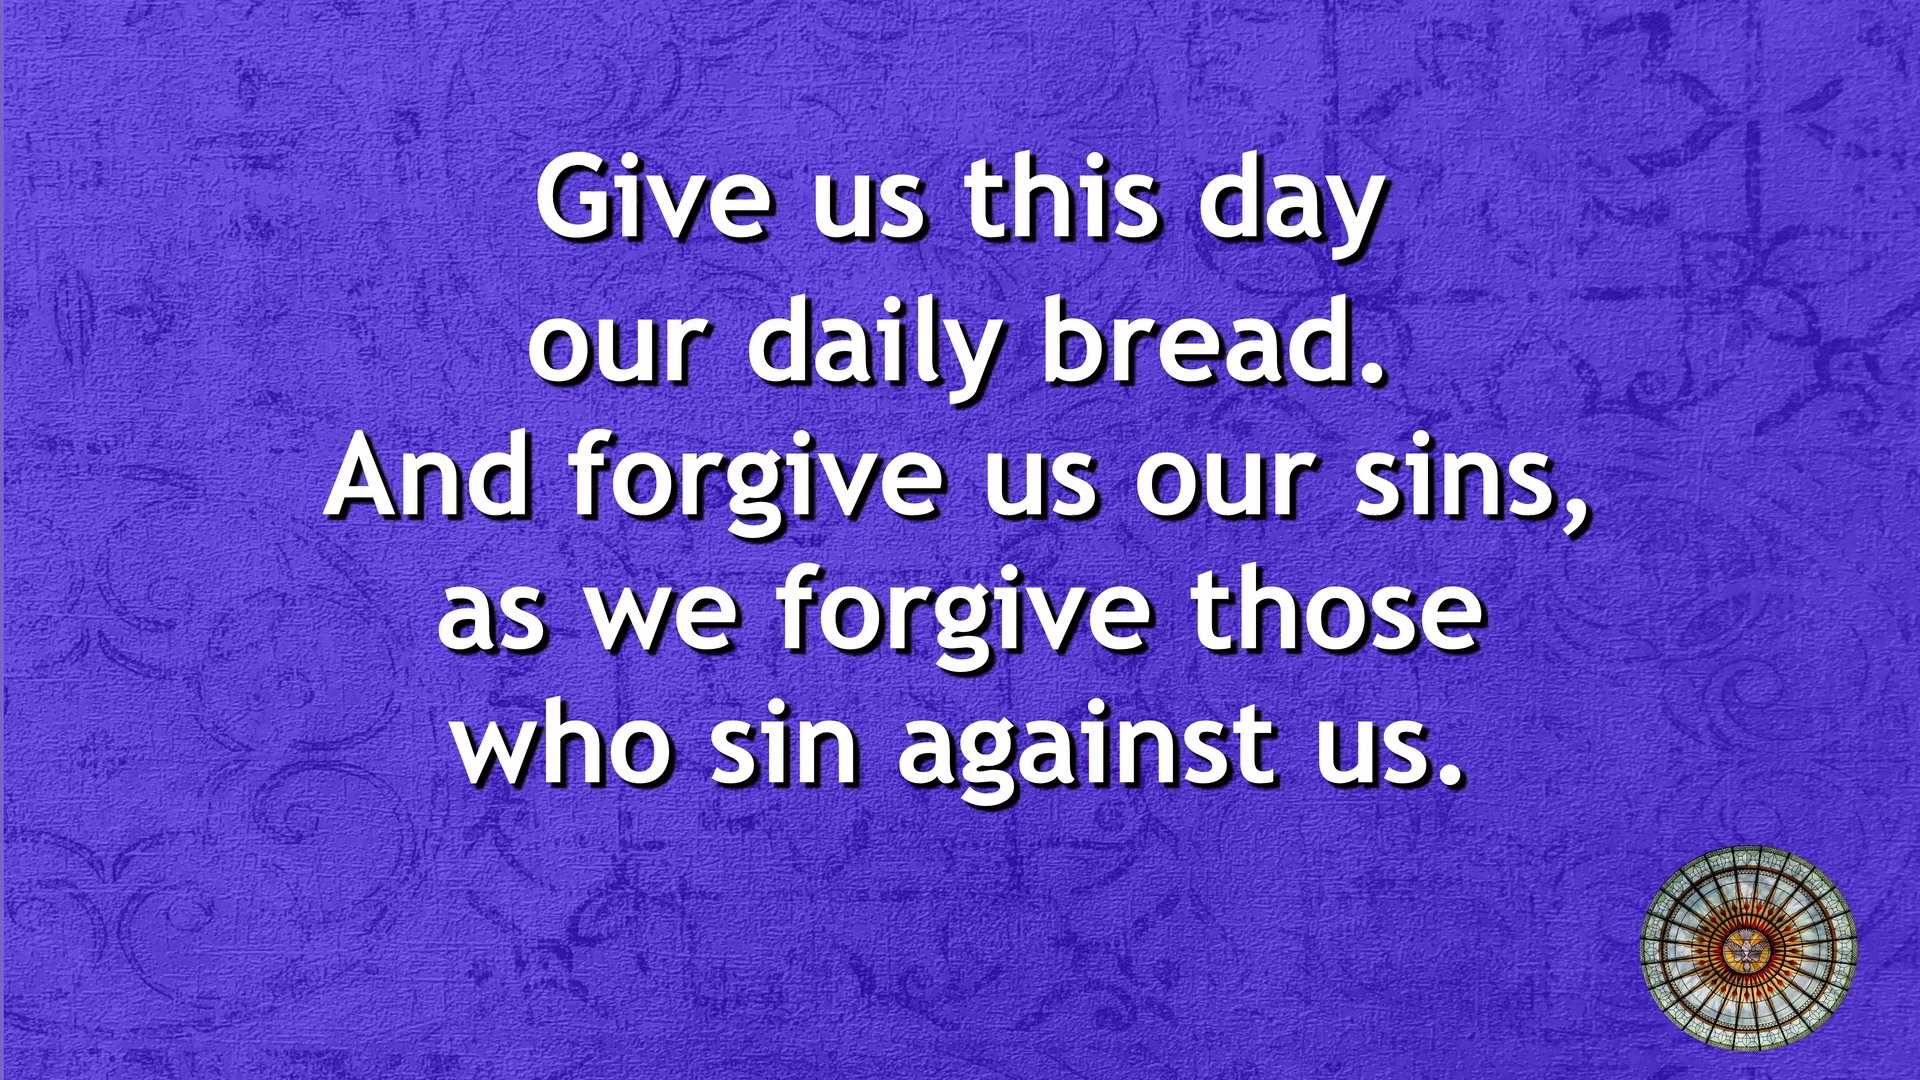 Give us this day
our daily bread.
And forgive us our sins,
as we forgive those
who sin against us.